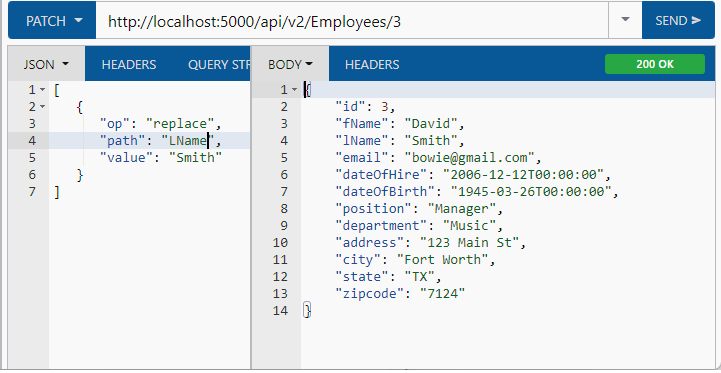 PATCH http://localhost:5000/api/v2/Employees/3 SEND
JSON HEADERS QUERY STR BODY HEADERS 200 OK
1 [
2 {
3 "op": "replace",
4 "path": "LName",
5 "value": "Smith"
6 }
7 ]
1 {
2 "id": 3,
3 "fName": "David",
4 "lName": "Smith",
5 "email": "bowie@gmail.com",
6 "dateOfHire": "2006-12-12T00:00:00",
7 "dateOfBirth": "1945-03-26T00:00:00",
8 "position": "Manager",
9 "department": "Music",
10 "address": "123 Main St",
11 "city": "Fort Worth",
12 "state": "TX",
13 "zipcode": "7124"
14 }